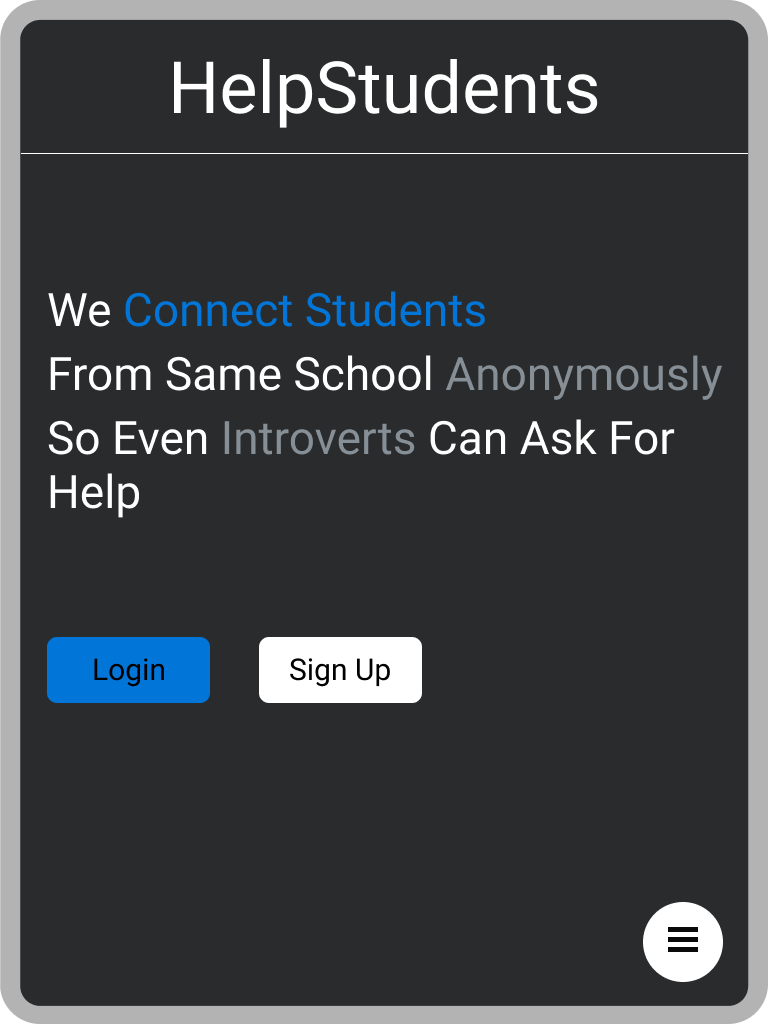 HelpStudents
We Connect Students
From Same School Anonymously
So Even Introverts Can Ask For
Help
Login
Sign Up